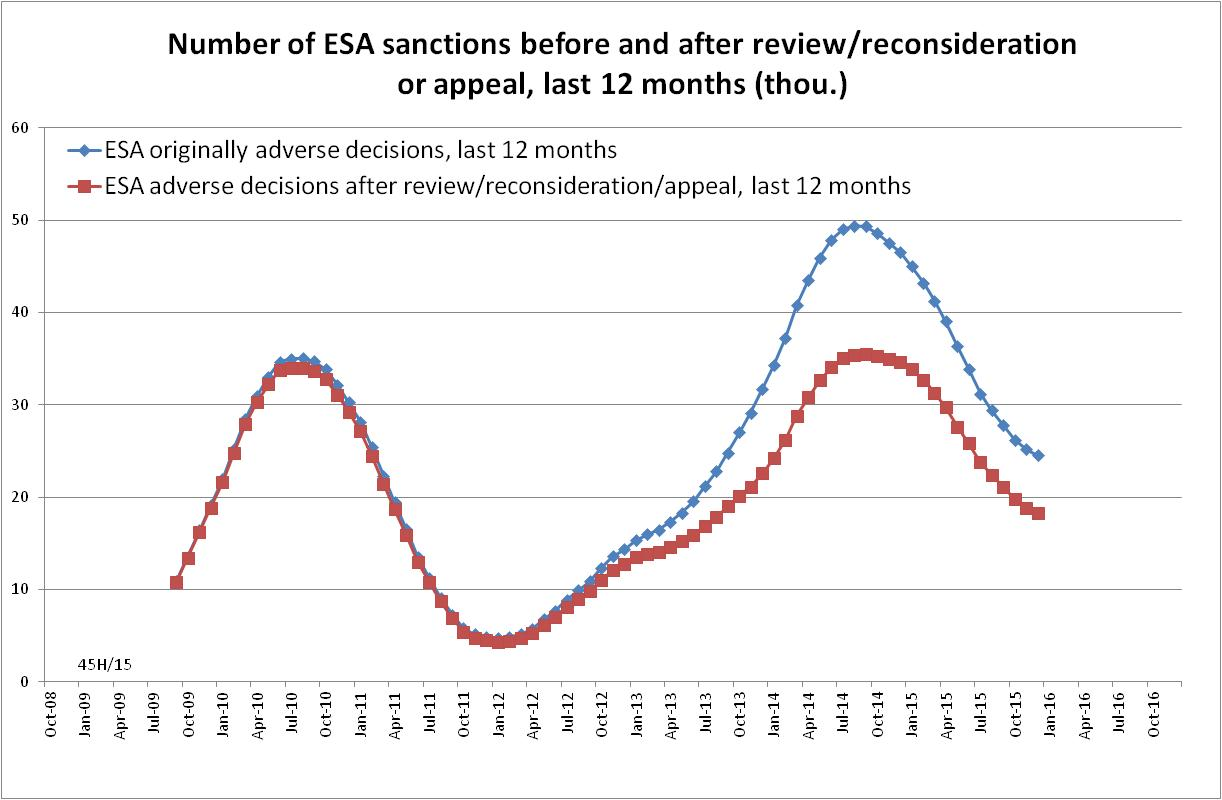 Number of ESA sanctions before and after review/reconsideration
or appeal, last 12 months (thou.)
60
ESA originally adverse decisions, last 12 months
ESA adverse decisions after review/reconsideration/appeal, last 12 months
50
40
30
20
10
45H/15
0
Oct-08
Jan-09
Apr-09
Jul-09
Oct-09
Jan-10
Apr-10
Jul-10
Oct-10
Jan-11
Apr-11
Jul-11
Oct-11
Jan-12
Apr-12
Jul-12
Oct-12
Jan-13
Apr-13
Jul-13
Oct-13
Jan-14
Apr-14
Jul-14
Oct-14
Jan-15
Apr-15
Jul-15
Oct-15
Jan-16
Apr-16
Jul-16
Oct-16